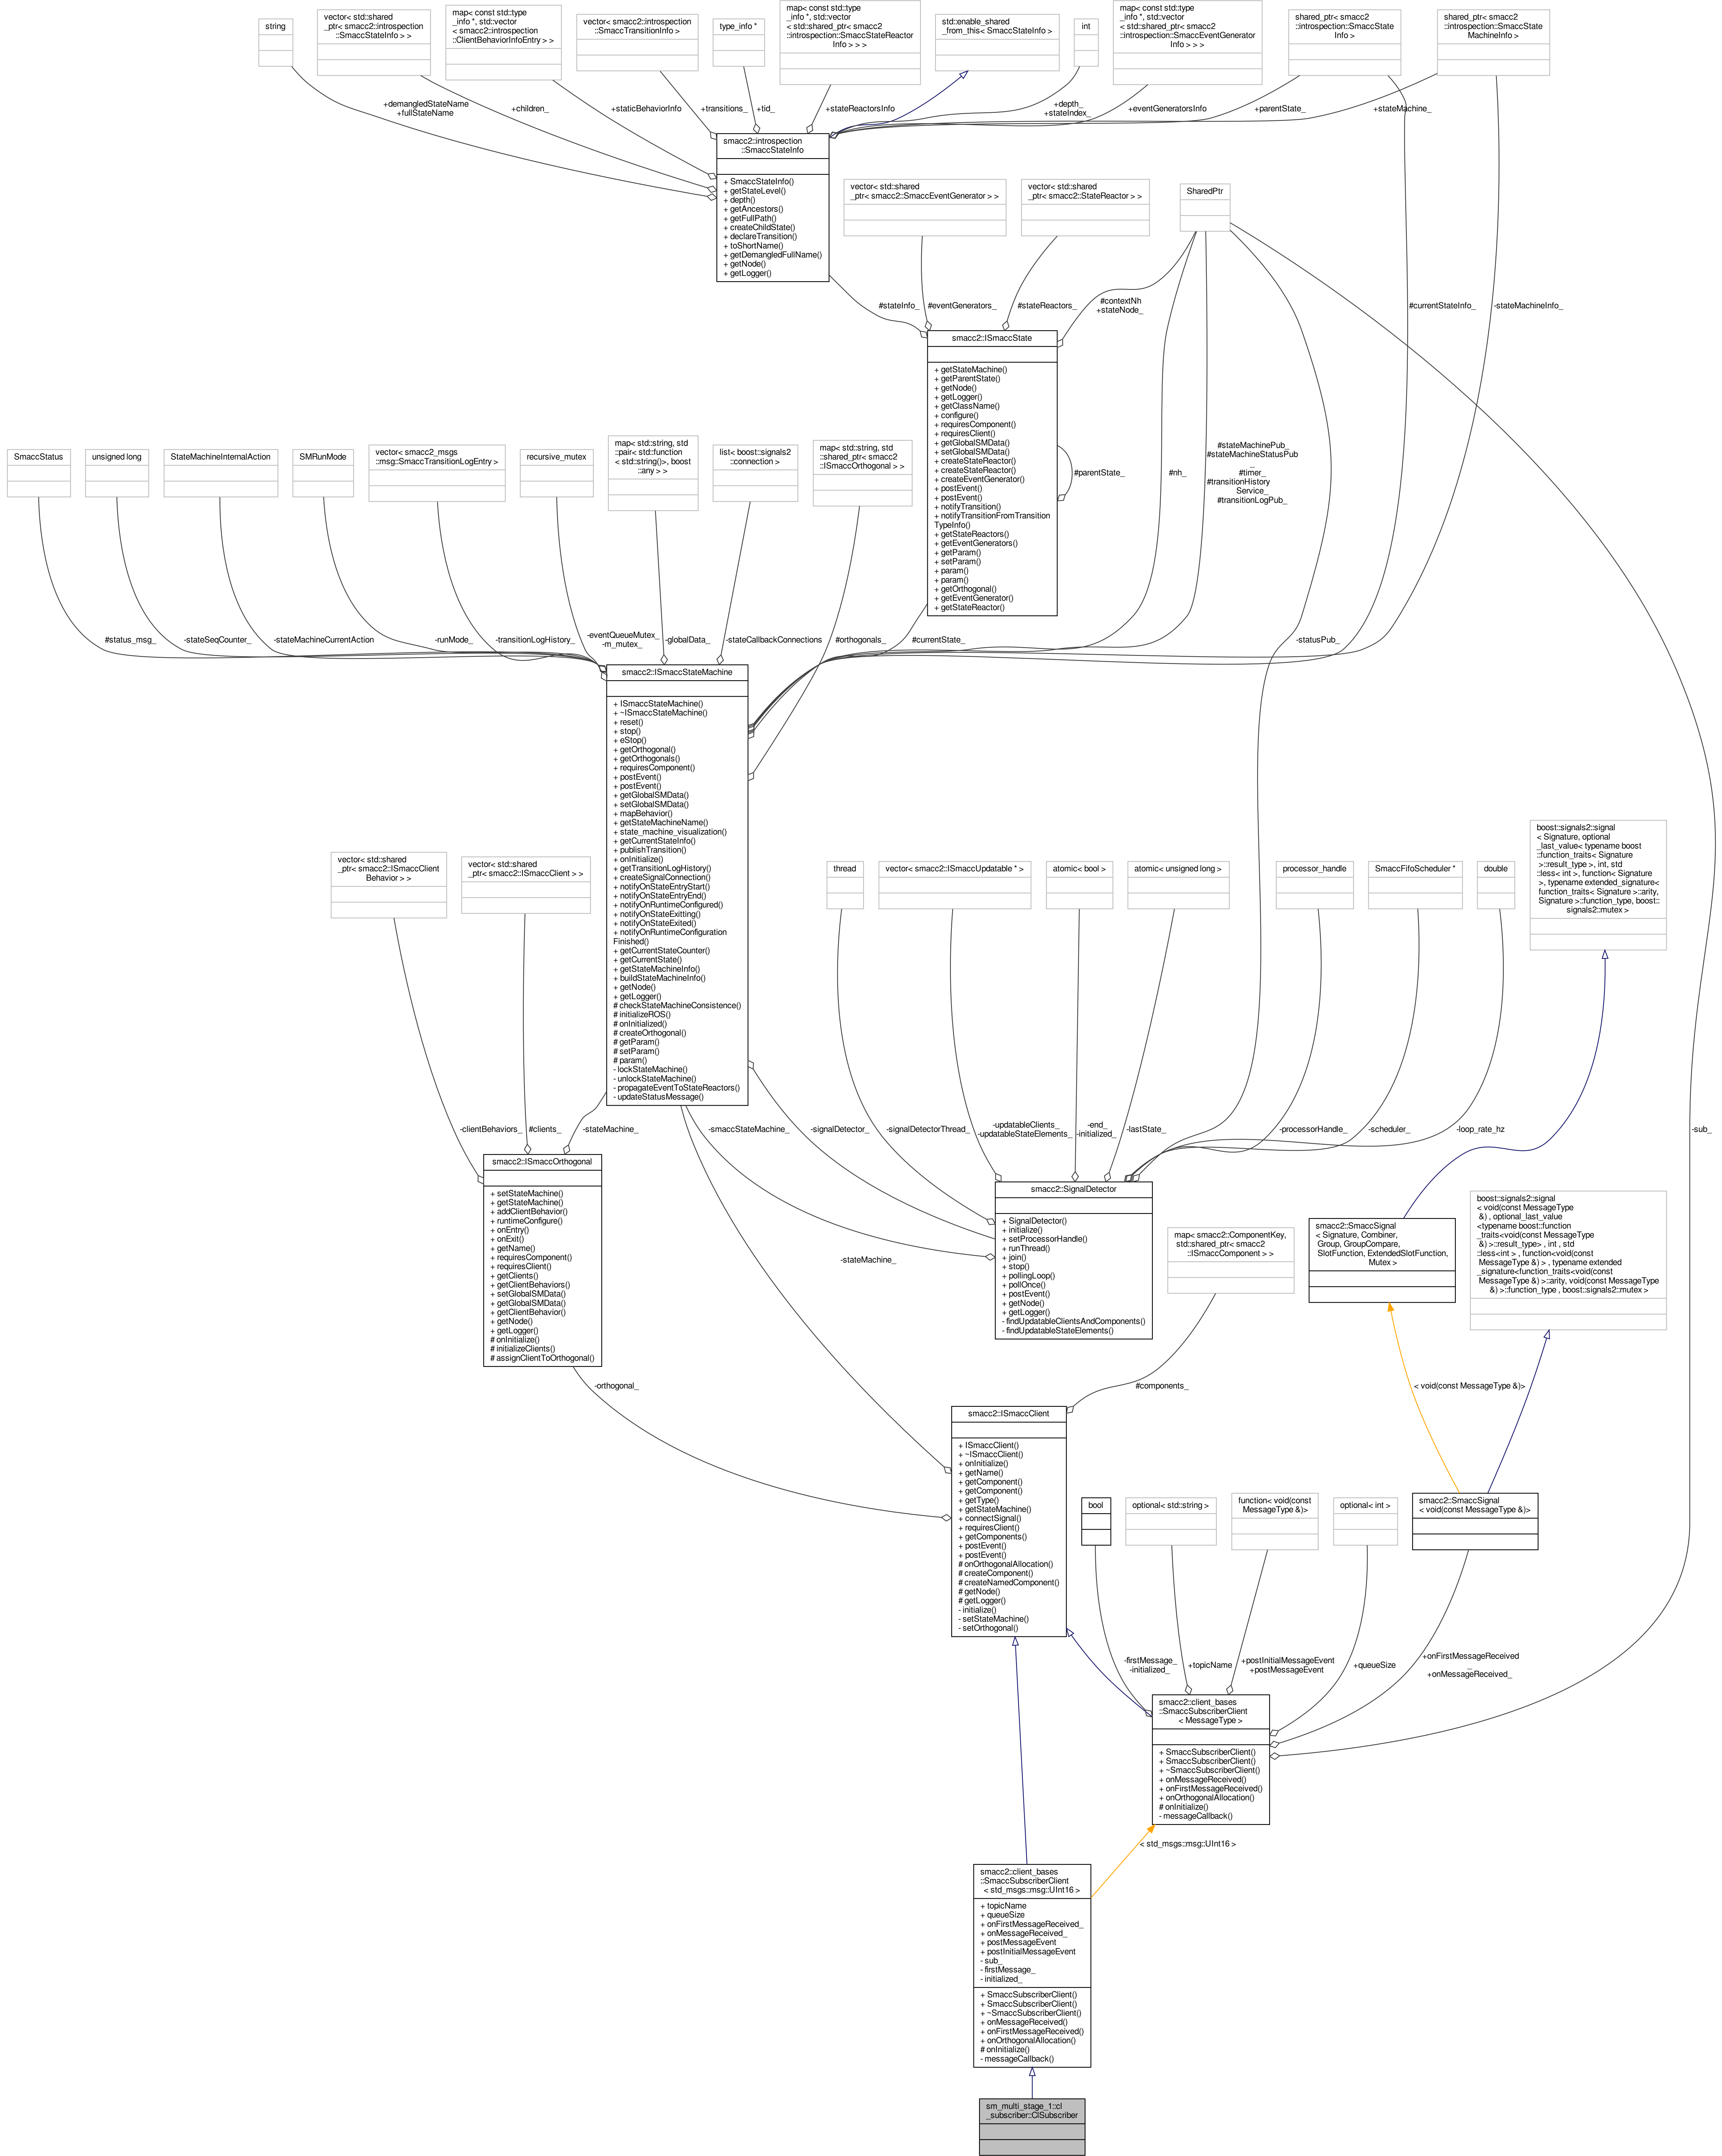 string
vector< std::shared
_ptr< smacc2::introspection
::SmaccStateInfo > >
map< const std::type
_info *, std::vector
< smacc2::introspection
::ClientBehaviorInfoEntry > >
vector< smacc2::introspection
::SmaccTransitionInfo >
type_info *
map< const std::type
_info *, std::vector
< std::shared_ptr< smacc2
::introspection::SmaccStateReactor
Info > > >
std::enable_shared
_from_this< SmaccStateInfo >
int
map< const std::type
_info *, std::vector
< std::shared_ptr< smacc2
::introspection::SmaccEventGenerator
Info > > >
shared_ptr< smacc2
::introspection::SmaccState
Info >
shared_ptr< smacc2
::introspection::SmaccState
MachineInfo >
+demangledStateName
+fullStateName
+children_
+staticBehaviorInfo
+transitions_
+tid_
+stateReactorsInfo
+depth_
+stateIndex_
+eventGeneratorsInfo
+parentState_
+stateMachine_
smacc2::introspection
::SmaccStateInfo
+ SmaccStateInfo()
+ getStateLevel()
+ depth()
+ getAncestors()
+ getFullPath()
+ createChildState()
+ declareTransition()
+ toShortName()
+ getDemangledFullName()
+ getNode()
+ getLogger()
vector< std::shared
_ptr< smacc2::SmaccEventGenerator > >
vector< std::shared
_ptr< smacc2::StateReactor > >
SharedPtr
#stateInfo_
#eventGenerators_
#stateReactors_
#contextNh
+stateNode_
#currentStateInfo_
-stateMachineInfo_
smacc2::ISmaccState
+ getStateMachine()
+ getParentState()
+ getNode()
+ getLogger()
+ getClassName()
+ configure()
+ requiresComponent()
+ requiresClient()
+ getGlobalSMData()
+ setGlobalSMData()
+ createStateReactor()
+ createStateReactor()
+ createEventGenerator()
+ postEvent()
+ postEvent()
+ notifyTransition()
+ notifyTransitionFromTransition
TypeInfo()
+ getStateReactors()
+ getEventGenerators()
+ getParam()
+ setParam()
+ param()
+ param()
+ getOrthogonal()
+ getEventGenerator()
+ getStateReactor()
#parentState_
#nh_
#stateMachinePub_
#stateMachineStatusPub
_
#timer_
#transitionHistory
Service_
#transitionLogPub_
SmaccStatus
unsigned long
StateMachineInternalAction
SMRunMode
vector< smacc2_msgs
::msg::SmaccTransitionLogEntry >
recursive_mutex
map< std::string, std
::pair< std::function
< std::string()>, boost
::any > >
list< boost::signals2
::connection >
map< std::string, std
::shared_ptr< smacc2
::ISmaccOrthogonal > >
#status_msg_
-stateSeqCounter_
-stateMachineCurrentAction
-runMode_
-transitionLogHistory_
-eventQueueMutex_
-m_mutex_
-globalData_
-stateCallbackConnections
#orthogonals_
#currentState_
-statusPub_
smacc2::ISmaccStateMachine
+ ISmaccStateMachine()
+ ~ISmaccStateMachine()
+ reset()
+ stop()
+ eStop()
+ getOrthogonal()
+ getOrthogonals()
+ requiresComponent()
+ postEvent()
+ postEvent()
+ getGlobalSMData()
+ setGlobalSMData()
+ mapBehavior()
+ getStateMachineName()
+ state_machine_visualization()
+ getCurrentStateInfo()
+ publishTransition()
+ onInitialize()
+ getTransitionLogHistory()
+ createSignalConnection()
+ notifyOnStateEntryStart()
+ notifyOnStateEntryEnd()
+ notifyOnRuntimeConfigured()
+ notifyOnStateExitting()
+ notifyOnStateExited()
+ notifyOnRuntimeConfiguration
Finished()
+ getCurrentStateCounter()
+ getCurrentState()
+ getStateMachineInfo()
+ buildStateMachineInfo()
+ getNode()
+ getLogger()
# checkStateMachineConsistence()
# initializeROS()
# onInitialized()
# createOrthogonal()
# getParam()
# setParam()
# param()
- lockStateMachine()
- unlockStateMachine()
- propagateEventToStateReactors()
- updateStatusMessage()
vector< std::shared
_ptr< smacc2::ISmaccClient
Behavior > >
vector< std::shared
_ptr< smacc2::ISmaccClient > >
thread
vector< smacc2::ISmaccUpdatable * >
atomic< bool >
atomic< unsigned long >
processor_handle
SmaccFifoScheduler *
double
boost::signals2::signal
< Signature, optional
_last_value< typename boost
::function_traits< Signature
>::result_type >, int, std
::less< int >, function< Signature
>, typename extended_signature<
function_traits< Signature >::arity,
Signature >::function_type, boost::
signals2::mutex >
-clientBehaviors_
#clients_
-stateMachine_
-smaccStateMachine_
-signalDetector_
-signalDetectorThread_
-updatableClients_
-updatableStateElements_
-end_
-initialized_
-lastState_
-processorHandle_
-scheduler_
-loop_rate_hz
-sub_
smacc2::ISmaccOrthogonal
+ setStateMachine()
+ getStateMachine()
+ addClientBehavior()
+ runtimeConfigure()
+ onEntry()
+ onExit()
+ getName()
+ requiresComponent()
+ requiresClient()
+ getClients()
+ getClientBehaviors()
+ setGlobalSMData()
+ getGlobalSMData()
+ getClientBehavior()
+ getNode()
+ getLogger()
# onInitialize()
# initializeClients()
# assignClientToOrthogonal()
smacc2::SignalDetector
+ SignalDetector()
+ initialize()
+ setProcessorHandle()
+ runThread()
+ join()
+ stop()
+ pollingLoop()
+ pollOnce()
+ postEvent()
+ getNode()
+ getLogger()
- findUpdatableClientsAndComponents()
- findUpdatableStateElements()
-stateMachine_
map< smacc2::ComponentKey,
std::shared_ptr< smacc2
::ISmaccComponent > >
smacc2::SmaccSignal
< Signature, Combiner,
Group, GroupCompare,
SlotFunction, ExtendedSlotFunction,
Mutex >
boost::signals2::signal
< void(const MessageType
&) , optional_last_value
<typename boost::function
_traits<void(const MessageType
&) >::result_type> , int , std
::less<int > , function<void(const
MessageType &) > , typename extended
_signature<function_traits<void(const
MessageType &) >::arity, void(const MessageType
&) >::function_type , boost::signals2::mutex >
-orthogonal_
#components_
< void(const MessageType &)>
smacc2::ISmaccClient
+ ISmaccClient()
+ ~ISmaccClient()
+ onInitialize()
+ getName()
+ getComponent()
+ getComponent()
+ getType()
+ getStateMachine()
+ connectSignal()
+ requiresClient()
+ getComponents()
+ postEvent()
+ postEvent()
# onOrthogonalAllocation()
# createComponent()
# createNamedComponent()
# getNode()
# getLogger()
- initialize()
- setStateMachine()
- setOrthogonal()
bool
optional< std::string >
function< void(const
MessageType &)>
optional< int >
smacc2::SmaccSignal
< void(const MessageType &)>
-firstMessage_
-initialized_
+topicName
+postInitialMessageEvent
+postMessageEvent
+queueSize
+onFirstMessageReceived
_
+onMessageReceived_
smacc2::client_bases
::SmaccSubscriberClient
< MessageType >
+ SmaccSubscriberClient()
+ SmaccSubscriberClient()
+ ~SmaccSubscriberClient()
+ onMessageReceived()
+ onFirstMessageReceived()
+ onOrthogonalAllocation()
# onInitialize()
- messageCallback()
< std_msgs::msg::UInt16 >
smacc2::client_bases
::SmaccSubscriberClient
< std_msgs::msg::UInt16 >
+ topicName
+ queueSize
+ onFirstMessageReceived_
+ onMessageReceived_
+ postMessageEvent
+ postInitialMessageEvent
- sub_
- firstMessage_
- initialized_
+ SmaccSubscriberClient()
+ SmaccSubscriberClient()
+ ~SmaccSubscriberClient()
+ onMessageReceived()
+ onFirstMessageReceived()
+ onOrthogonalAllocation()
# onInitialize()
- messageCallback()
sm_multi_stage_1::cl
_subscriber::ClSubscriber